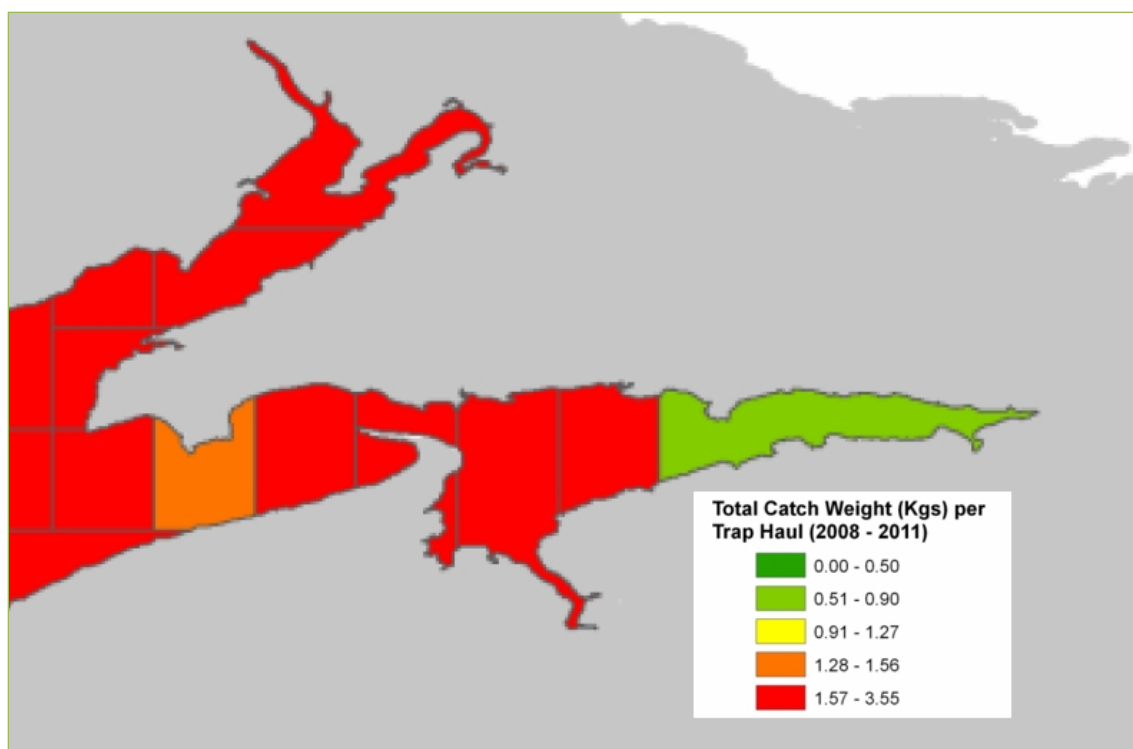 Total Catch Weight (Kgs) per
Trap Haul (2008 - 2011)
0.00 - 0.50
0.51 - 0.90
0.91 - 1.27
1.28 - 1.56
1.57 - 3.55